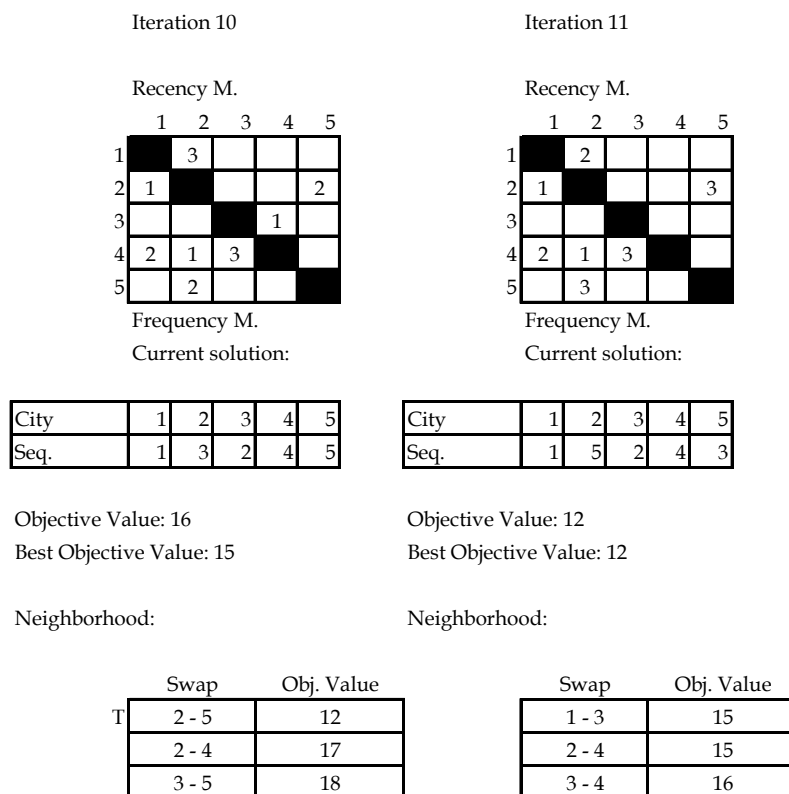 Iteration 10 Iteration 11
Recency M. Recency M.
1 2 3 4 5 1 2 3 4 5
1 3 1 2
2 1 2 2 1 3
3 1 3
4 2 1 3 4 2 1 3
5 2 5 3
Frequency M. Frequency M.
Current solution: Current solution:
City 1 2 3 4 5 City 1 2 3 4 5
Seq. 1 3 2 4 5 Seq. 1 5 2 4 3
Objective Value: 16 Objective Value: 12
Best Objective Value: 15 Best Objective Value: 12
Neighborhood: Neighborhood:
Swap Obj. Value Swap Obj. Value
T 2 - 5 12 1 - 3 15
2 - 4 17 2 - 4 15
3 - 5 18 3 - 4 16